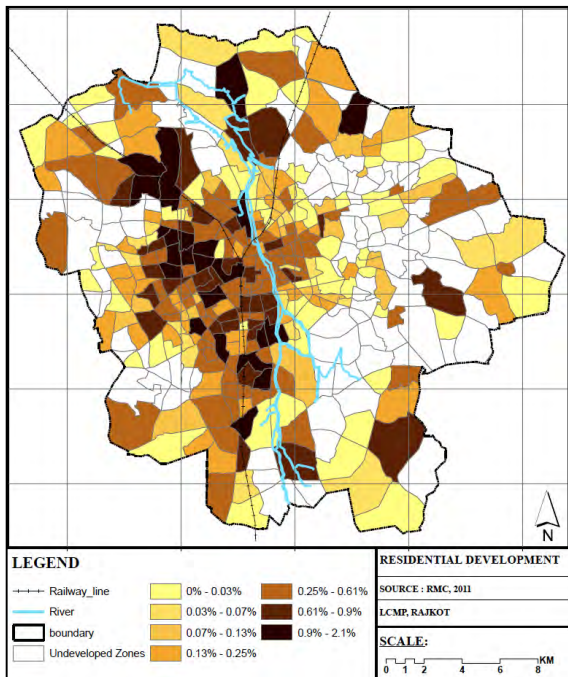 N
LEGEND
Railway_line
River
boundary
Undeveloped Zones
0% - 0.03%
0.03% - 0.07%
0.07% - 0.13%
0.13% - 0.25%
0.25% - 0.61%
0.61% - 0.9%
0.9% - 2.1%
RESIDENTIAL DEVELOPMENT
SOURCE : RMC, 2011
LCMP, RAJKOT
SCALE:
KM
0 1 2 4 6 8